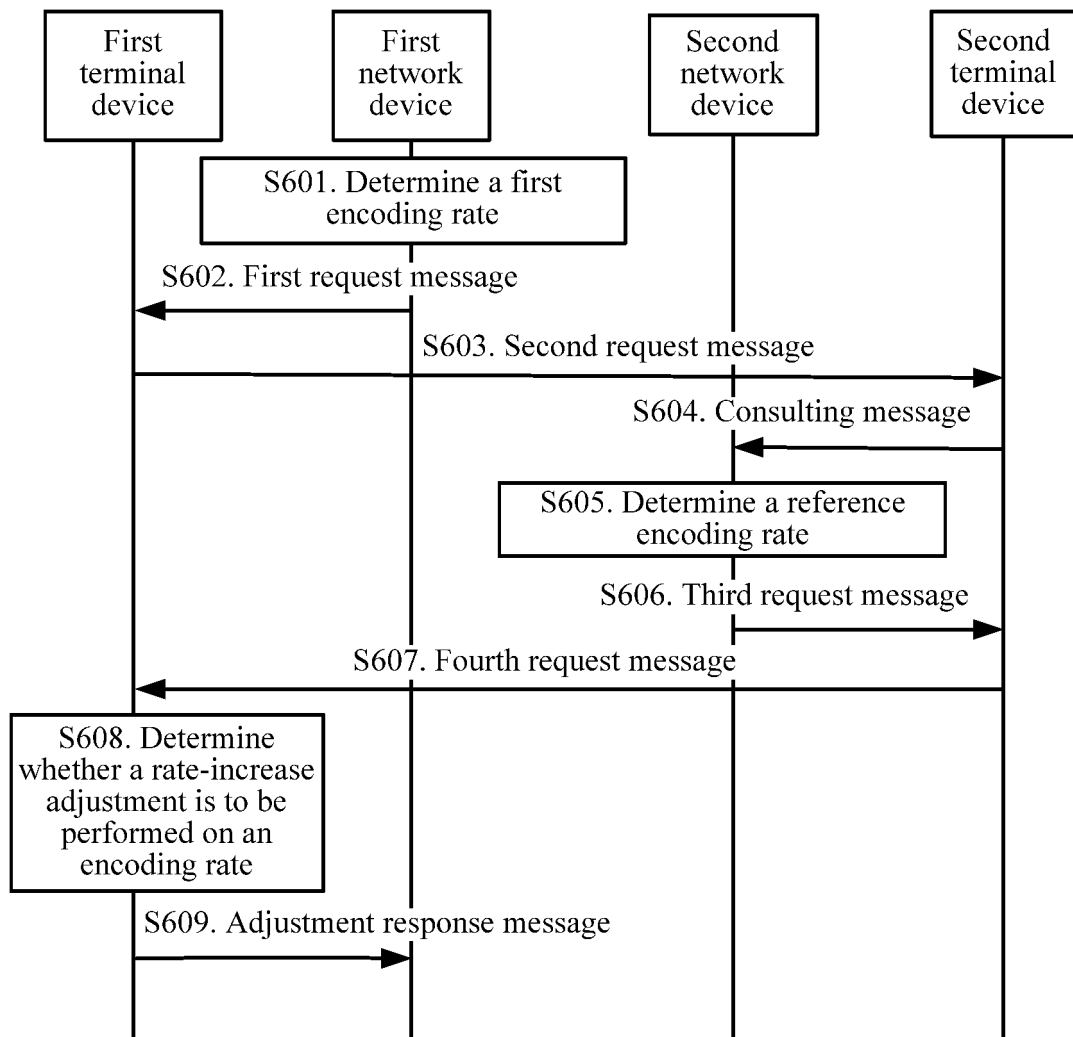 First
terminal
device
First
network
device
Second
network
device
Second
terminal
device
S601. Determine a first
encoding rate
S602. First request message
S603. Second request message
S604. Consulting message
S605. Determine a reference
encoding rate
S606. Third request message
S607. Fourth request message
S608. Determine
whether a rate-increase
adjustment is to be
performed on an
encoding rate
S609. Adjustment response message